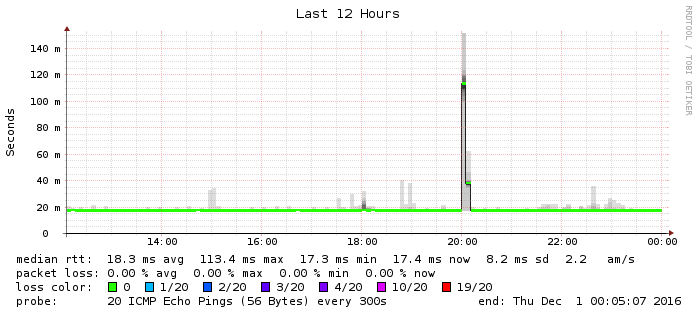 Last 12 Hours
RRDTOOL / TOBI OETIKER
Seconds
140 m
120 m
100 m
80 m
60 m
40 m
20 m
0
14:00 16:00 18:00 20:00 22:00 00:00
median rtt: 18.3 ms avg 113.4 ms max 17.3 ms min 17.4 ms now 8.2 ms sd 2.2 am/s
packet loss: 0.00 % avg 0.00 % max 0.00 % min 0.00 % now
loss color: 0 1/20 2/20 3/20 4/20 10/20 19/20
probe: 20 ICMP Echo Pings (56 Bytes) every 300s end: Thu Dec 1 00:05:07 2016